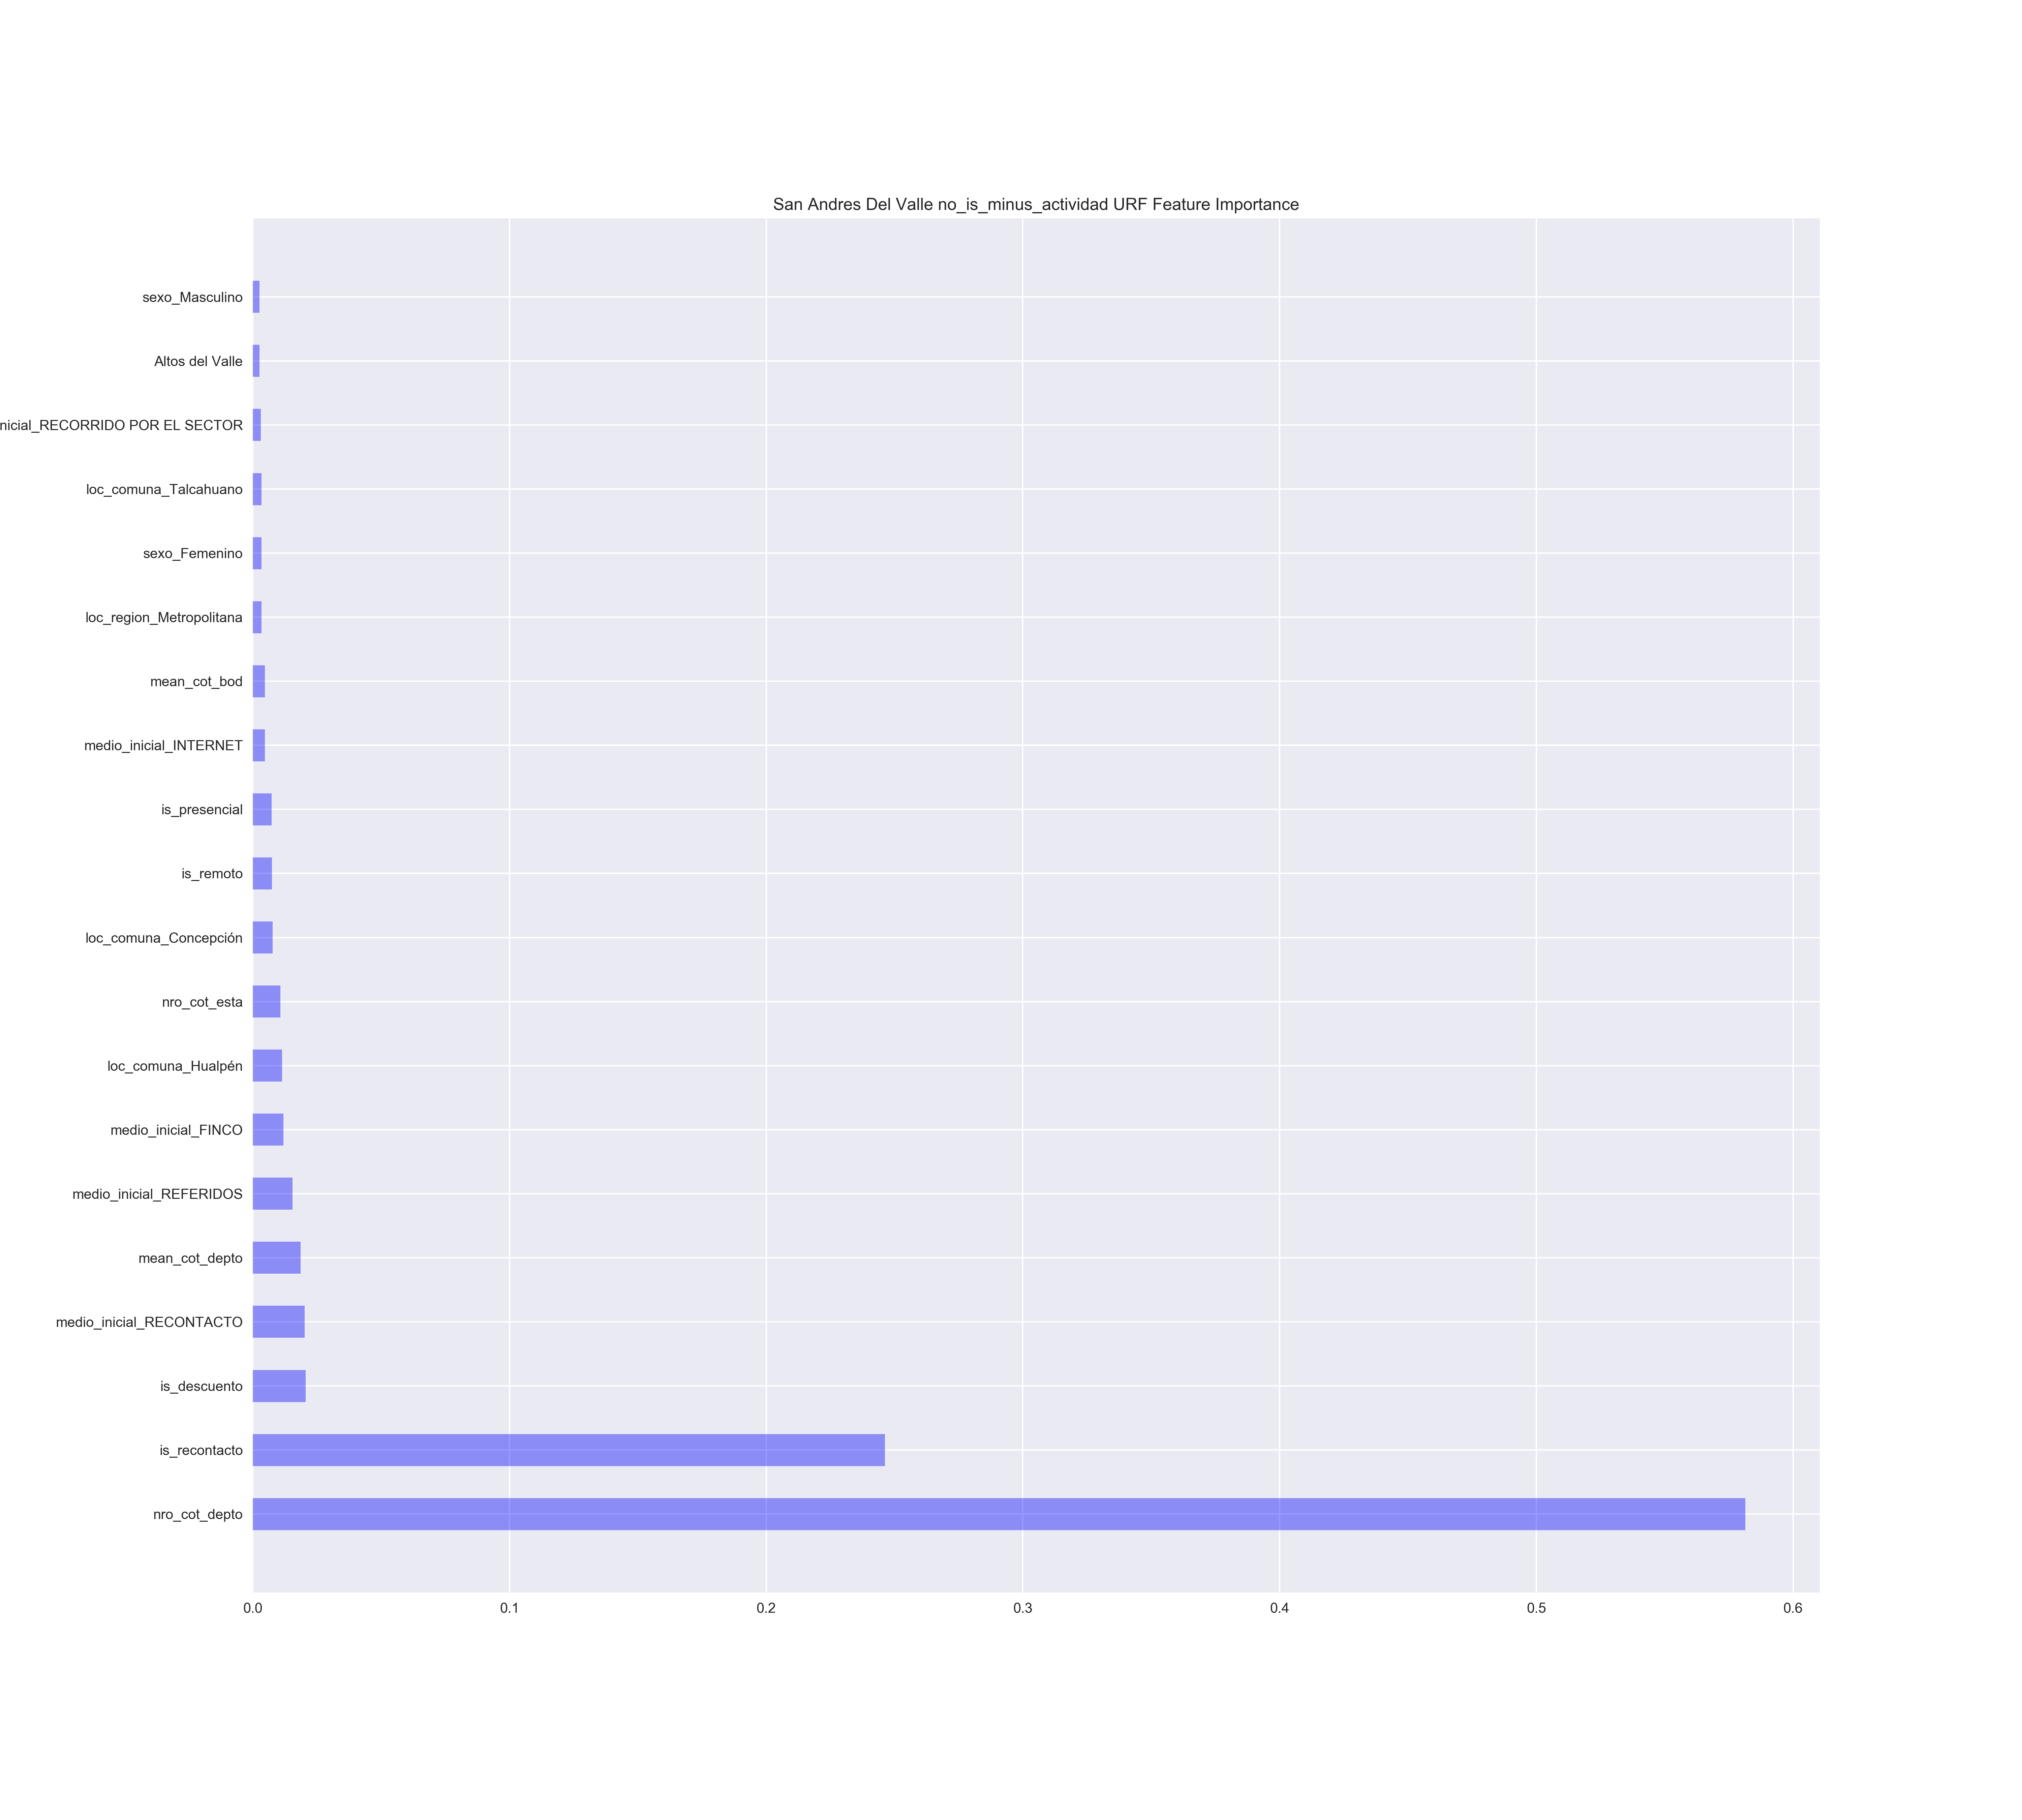 San Andres Del Valle no_is_minus_actividad URF Feature Importance
sexo_Masculino
Altos del Valle
nicial_RECORRIDO POR EL SECTOR
loc_comuna_Talcahuano
sexo_Femenino
loc_region_Metropolitana
mean_cot_bod
medio_inicial_INTERNET
is_presencial
is_remoto
loc_comuna_Concepción
nro_cot_esta
loc_comuna_Hualpén
medio_inicial_FINCO
medio_inicial_REFERIDOS
mean_cot_depto
medio_inicial_RECONTACTO
is_descuento
is_recontacto
nro_cot_depto
0.0 0.1 0.2 0.3 0.4 0.5 0.6